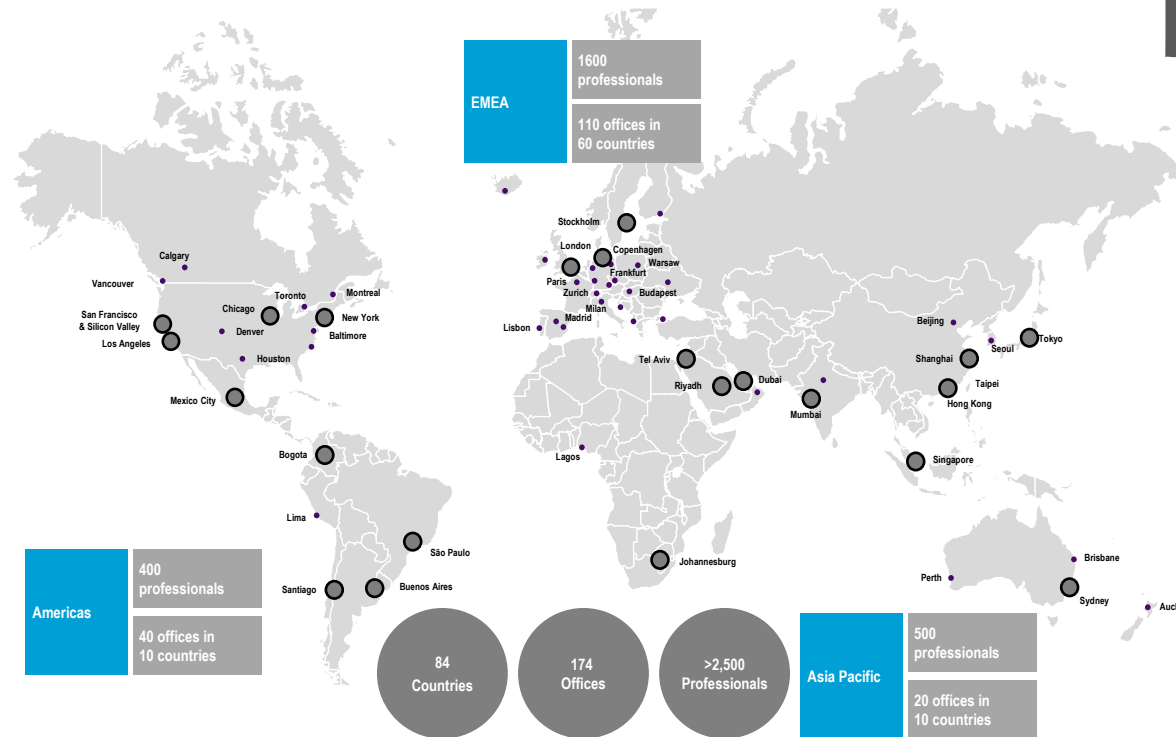 EMEA
1600
professionals
110 offices in
60 countries
Stockholm
London
Copenhagen
Paris
Frankfurt
Warsaw
Zurich
Budapest
Milan
Madrid
Lisbon
Calgary
Vancouver
Toronto
Montreal
San Francisco
& Silicon Valley
Chicago
New York
Denver
Baltimore
Los Angeles
Houston
Mexico City
Beijing
Tokyo
Seoul
Shanghai
Tel Aviv
Riyadh
Dubai
Mumbai
Taipei
Hong Kong
Bogota
Lagos
Singapore
Lima
São Paulo
Johannesburg
Brisbane
Perth
Santiago
Buenos Aires
Sydney
Auc
Americas
400
professionals
40 offices in
10 countries
84
Countries
174
Offices
>2,500
Professionals
Asia Pacific
500
professionals
20 offices in
10 countries